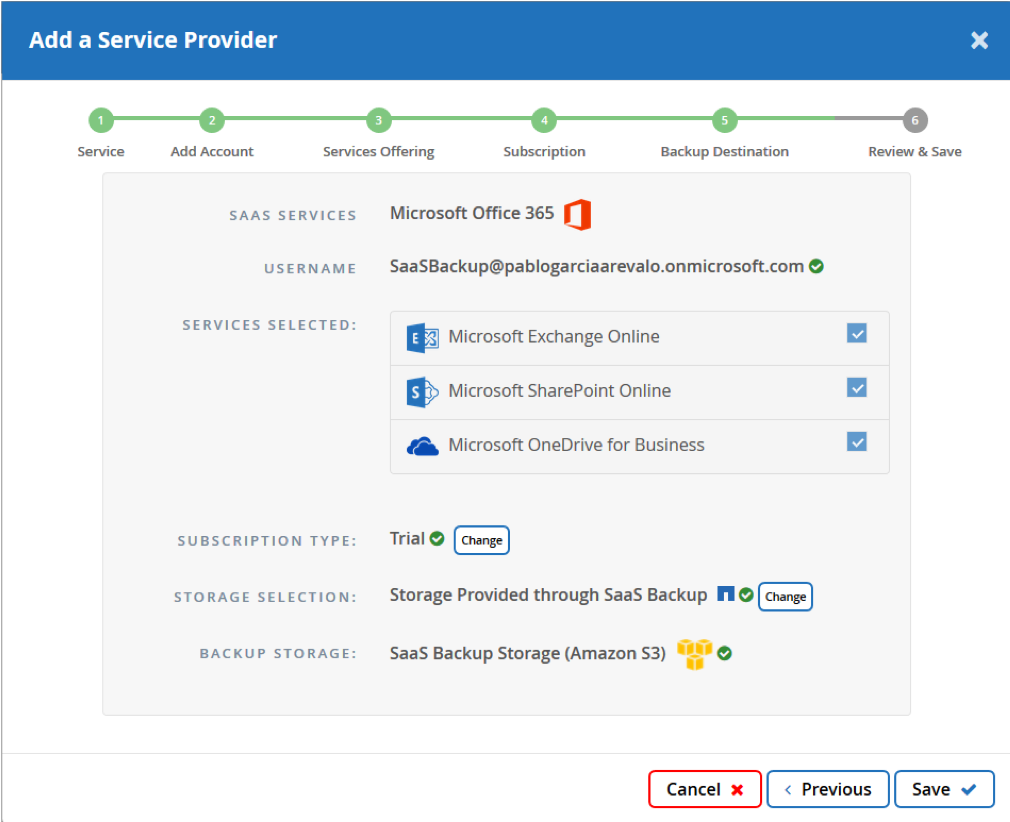 Add a Service Provider
1 2 3 4 5 6
Service Add Account Services Offering Subscription Backup Destination Review & Save
SAAS SERVICES Microsoft Office 365
USERNAME SaaSBackup@pablogarciaarevalo.onmicrosoft.com
SERVICES SELECTED:
E Microsoft Exchange Online
S Microsoft SharePoint Online
Microsoft OneDrive for Business
SUBSCRIPTION TYPE: Trial Change
STORAGE SELECTION: Storage Provided through SaaS Backup Change
BACKUP STORAGE: SaaS Backup Storage (Amazon S3)
Cancel Previous Save